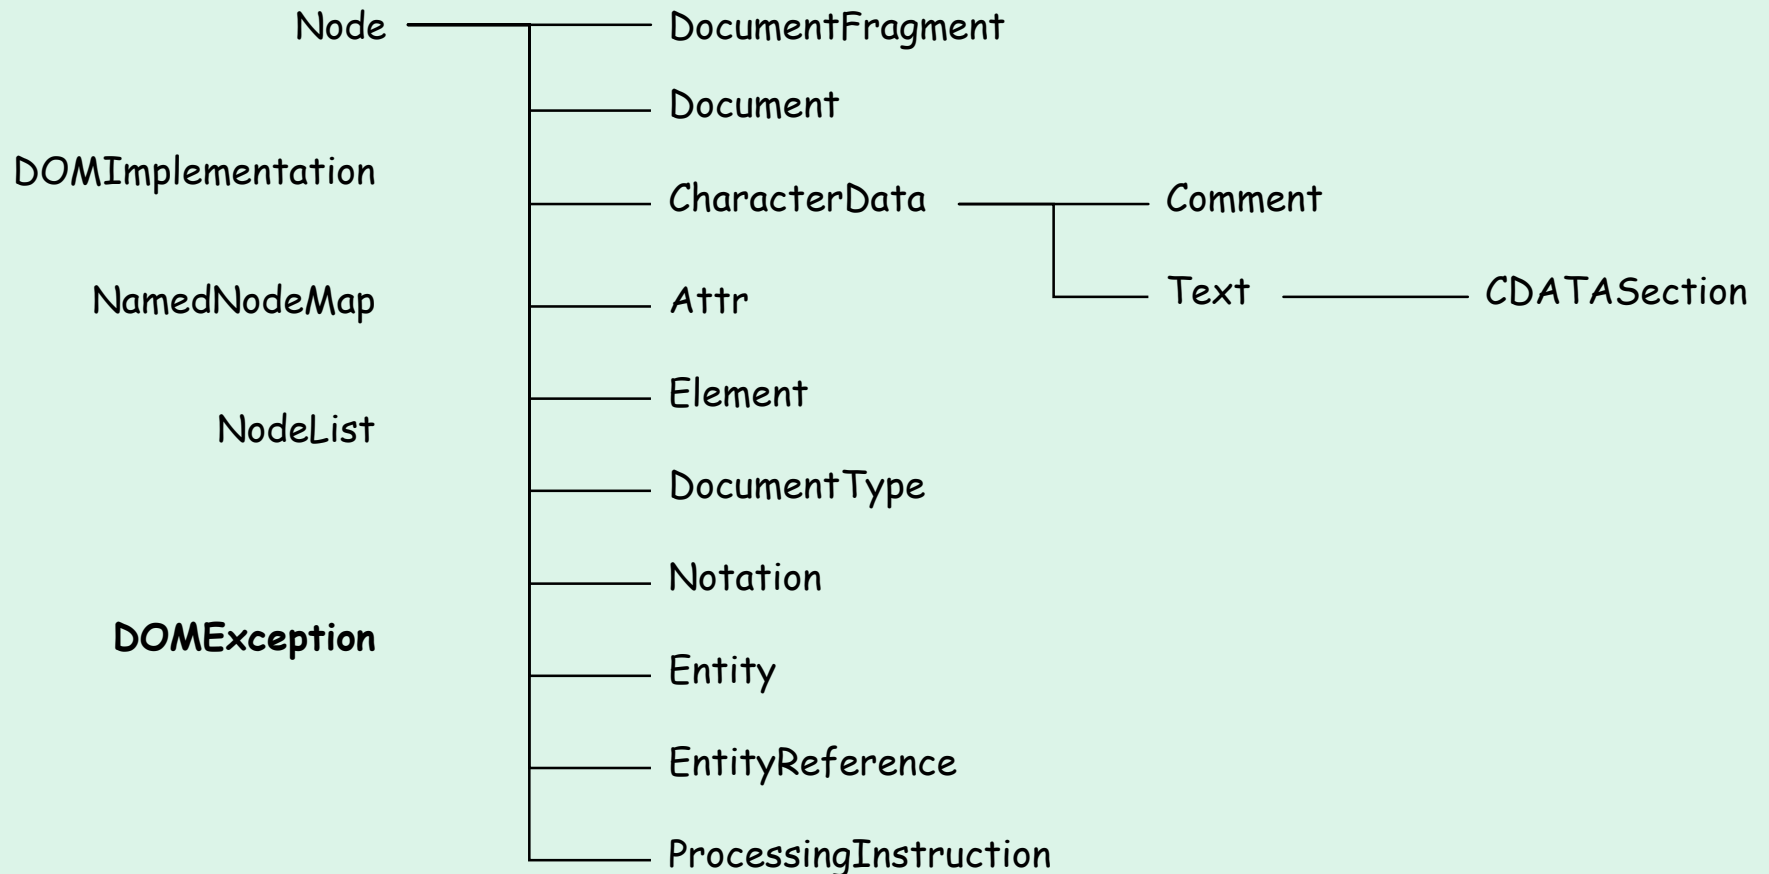 Node
DocumentFragment
Document
DOMImplementation
CharacterData
Comment
NamedNodeMap
Attr
Text
CDATASection
Element
NodeList
DocumentType
Notation
DOMException
Entity
EntityReference
ProcessingInstruction